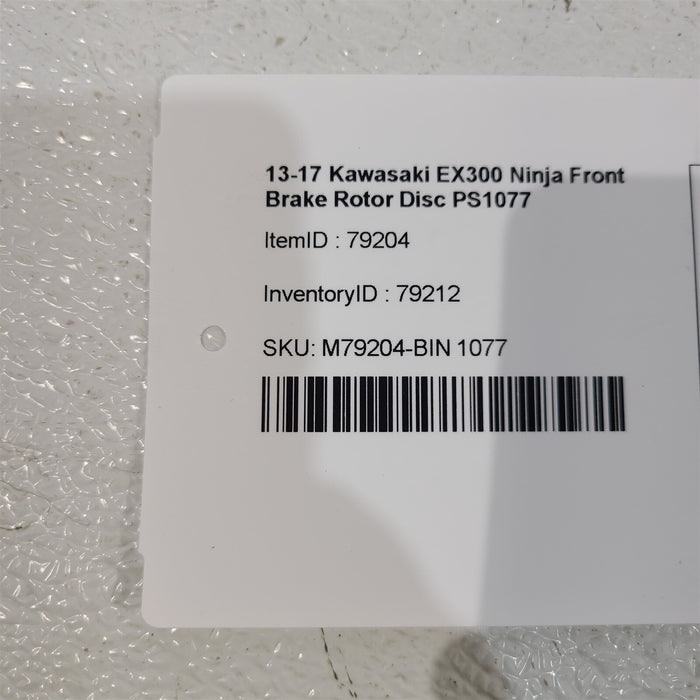 13-17 Kawasaki EX300 Ninja Front
Brake Rotor Disc PS1077
ItemID : 79204
InventoryID : 79212
SKU: M79204-BIN 1077